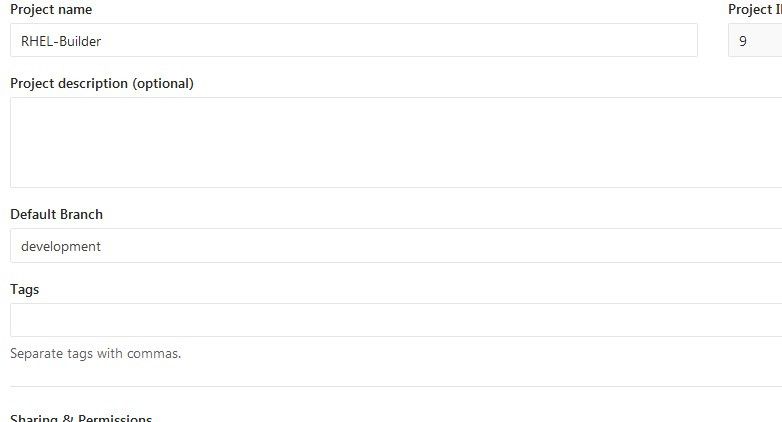 Project name
Project I
RHEL-Builder
9
Project description (optional)
Default Branch
development
Tags
Separate tags with commas.
Sharing & Permissions